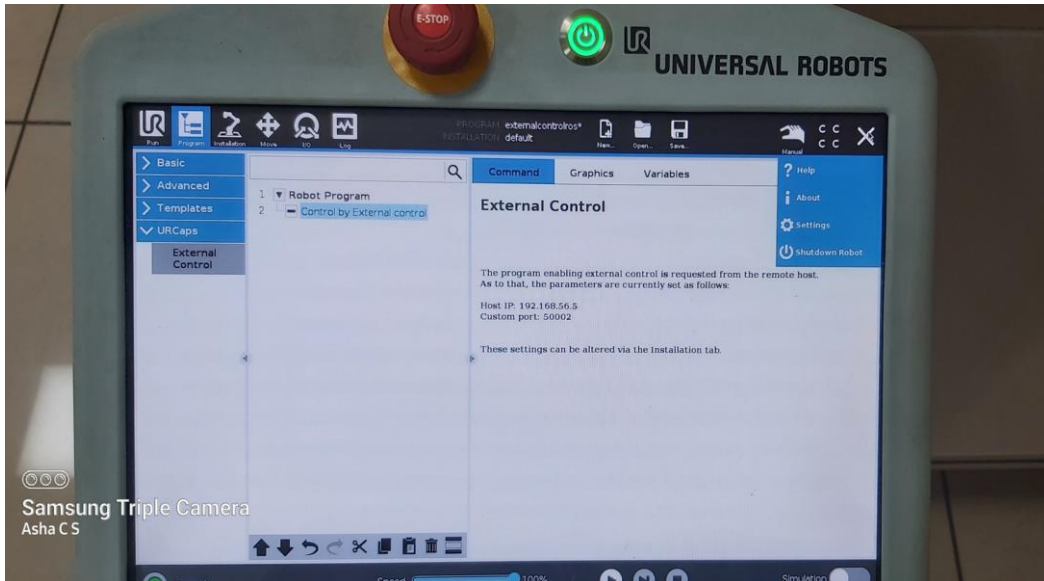 E-STOP
UR
UNIVERSAL ROBOTS
UR
Run
Program
Installation
Move
I/O
Log
PROGRAM externalcontrolros*
INSTALLATION default
New...
Open...
Save...
Manual
C C
C C
Basic
Advanced
Templates
URCaps
External
Control
1 Robot Program
2 Control by External control
Command
Graphics
Variables
? Help
i About
Settings
Shutdown Robot
External Control
The program enabling external control is requested from the remote host.
As to that, the parameters are currently set as follows:
Host IP: 192.168.56.5
Custom port: 50002
These settings can be altered via the Installation tab.
Samsung Triple Camera
Asha C S
Speed
100%
Simulation